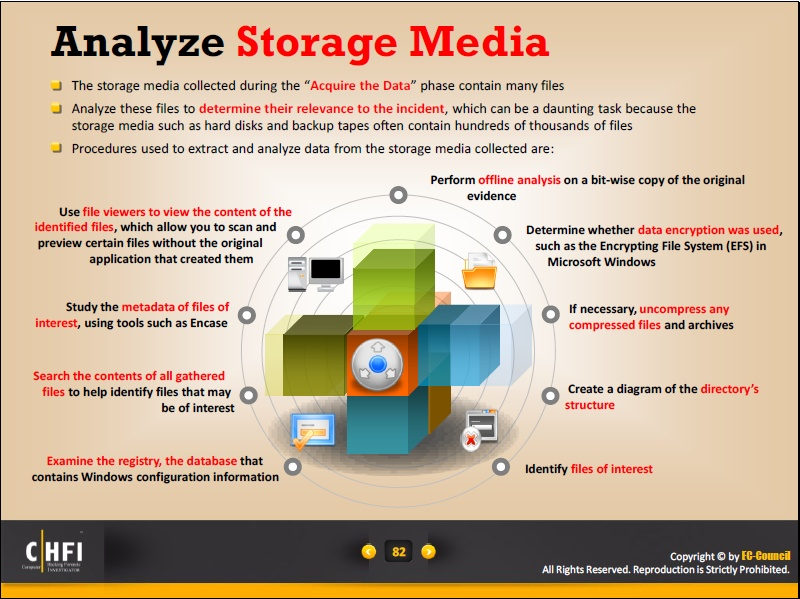 Analyze Storage Media
The storage media collected during the “Acquire the Data” phase contain many files
Analyze these files to determine their relevance to the incident, which can be a daunting task because the
storage media such as hard disks and backup tapes often contain hundreds of thousands of files
Procedures used to extract and analyze data from the storage media collected are:
Perform offline analysis on a bit-wise copy of the original
evidence
Determine whether data encryption was used,
such as the Encrypting File System (EFS) in
Microsoft Windows
If necessary, uncompress any
compressed files and archives
Create a diagram of the directory’s
structure
Identify files of interest
Examine the registry, the database that
contains Windows configuration information
Search the contents of all gathered
files to help identify files that may
be of interest
Study the metadata of files of
interest, using tools such as Encase
Use file viewers to view the content of the
identified files, which allow you to scan and
preview certain files without the original
application that created them
CHFI
Computer Hacking Forensic
INVESTIGATOR
82
Copyright © by EC-Council
All Rights Reserved. Reproduction is Strictly Prohibited.